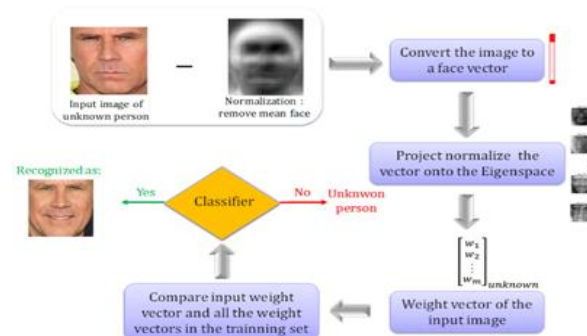 Input image of
unknown person
Normalization :
remove mean face
Convert the image to
a face vector
Project normalize the
vector onto the Eigenspace
w₁
w₂
⋮
wₘ
unknown
Weight vector of the
input image
Compare input weight
vector and all the weight
vectors in the trainning set
Classifier
Yes
No
Recognized as:
Unknwon
person